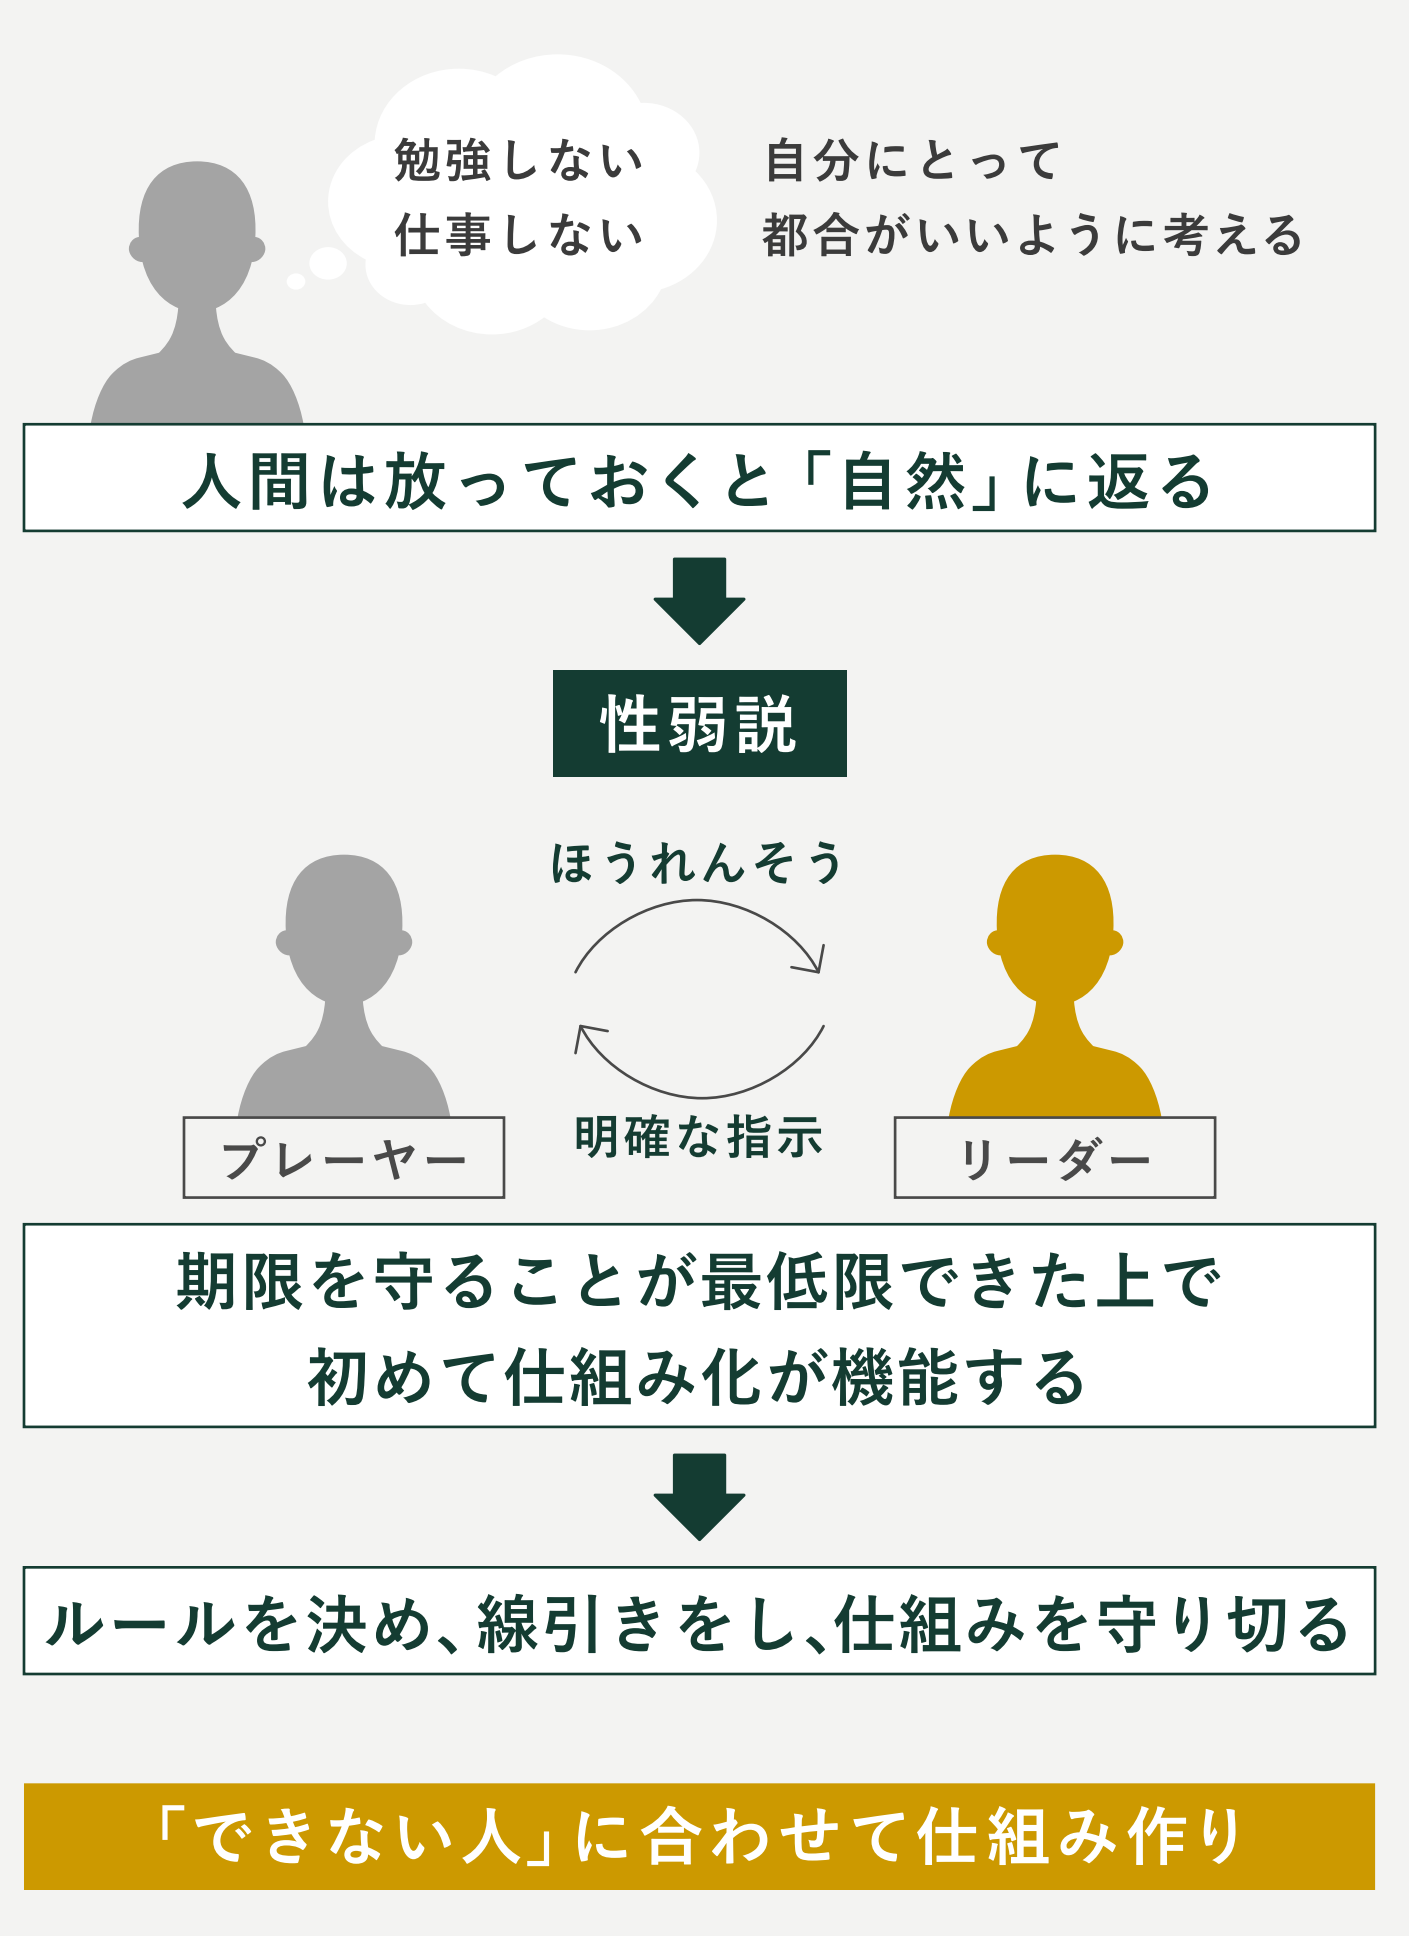 勉強しない
仕事しない
自分にとって
都合がいいように考える
人間は放っておくと「自然」に返る
性弱説
ほうれんそう
明確な指示
プレーヤー
リーダー
期限を守ることが最低限できた上で
初めて仕組み化が機能する
ルールを決め、線引きをし、仕組みを守り切る
「できない人」に合わせて仕組み作り